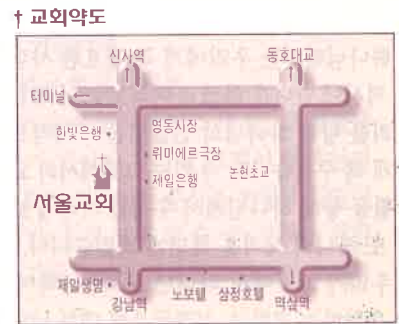 † 교회약도
신사역
동호대교
터미널
한빛은행
영동시장
뤼미에르극장
제일은행
논현초교
서울교회
제일생명
강남역
노보텔
삼정호텔
역삼역